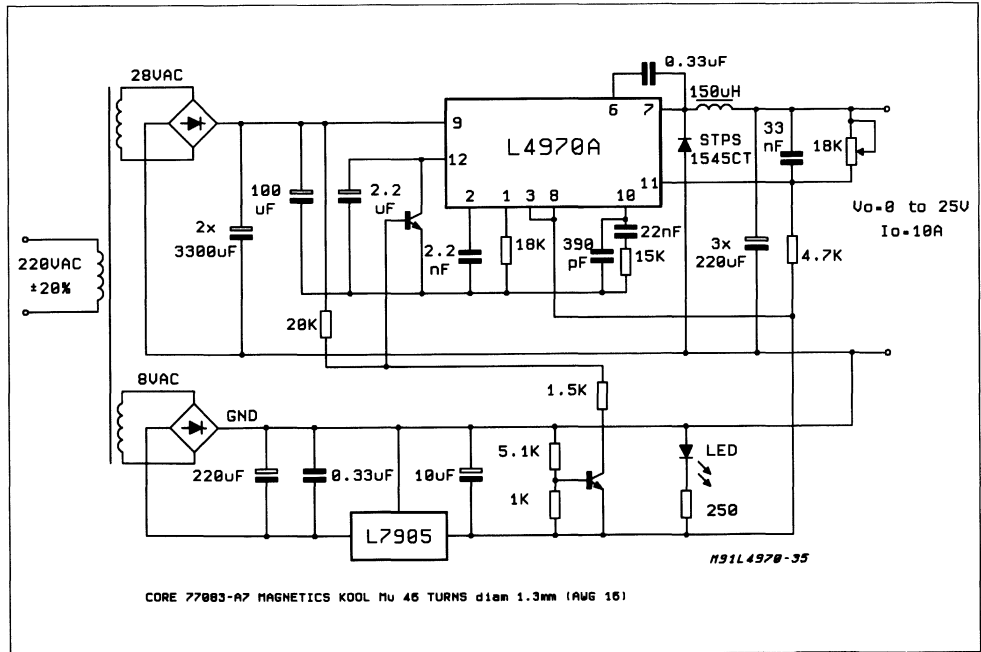 28VAC
0.33uF
150uH
6
7
9
L4970A
STPS
1545CT
33
nF
18K
12
11
100
uF
2.2
uF
2
1
3
8
10
2x
3300uF
2.2
nF
18K
390
pF
22nF
15K
3x
220uF
4.7K
Vo=0 to 25V
Io=10A
220VAC
±20%
20K
8VAC
1.5K
GND
5.1K
LED
220uF
0.33uF
10uF
1K
250
L7905
M91L4970-35
CORE 77083-A7 MAGNETICS KOOL Mu 46 TURNS diam 1.3mm (AWG 16)